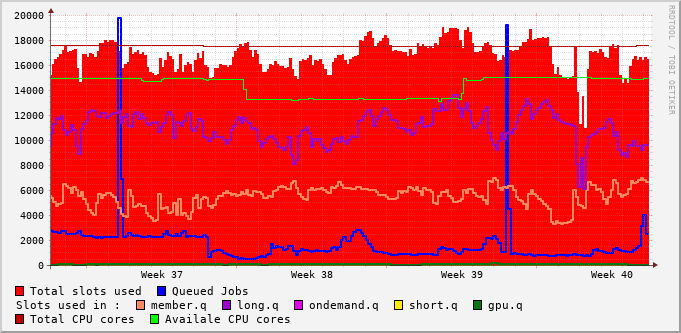 20000
18000
16000
14000
12000
10000
8000
6000
4000
2000
0
Week 37 Week 38 Week 39 Week 40
Total slots used Queued Jobs
Slots used in : member.q long.q ondemand.q short.q gpu.q
Total CPU cores Availale CPU cores
RRDTOOL / TOBI OETIKER